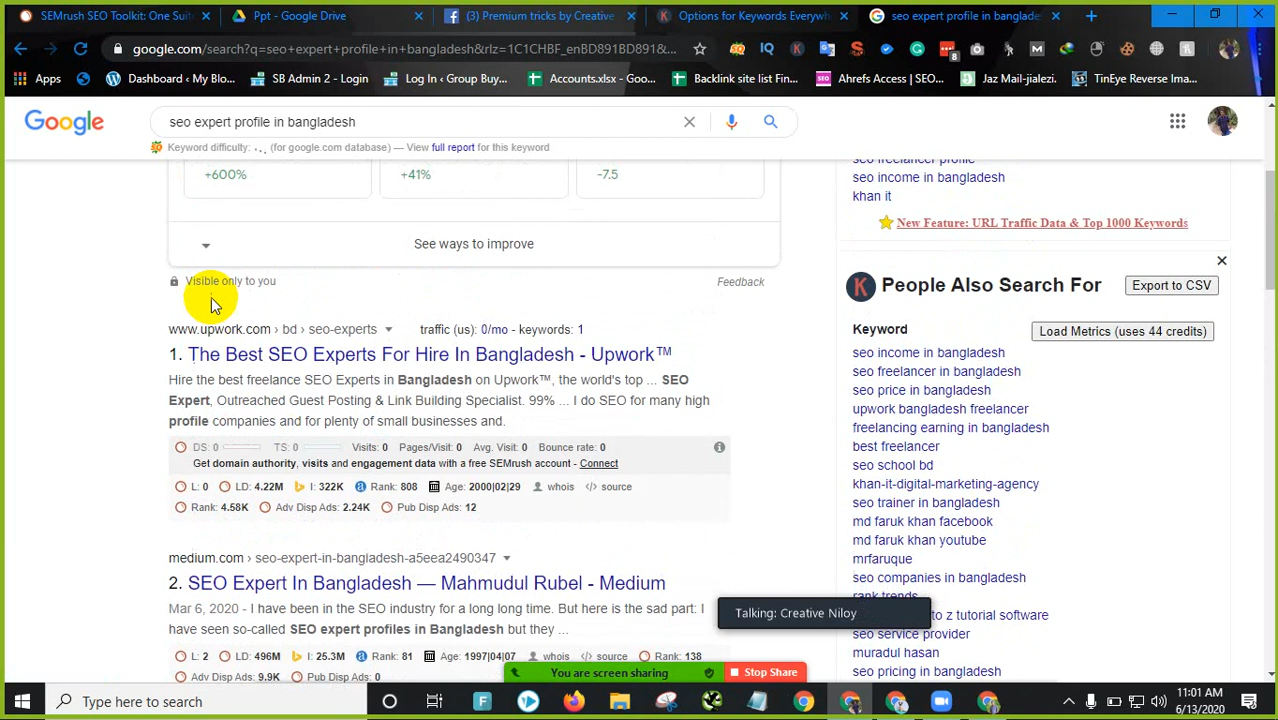 SEMrush SEO Toolkit: One Suite
Ppt - Google Drive
(3) Premium tricks by Creative
Options for Keywords Everywh
seo expert profile in banglade
google.com/search?q=seo+expert+profile+in+bangladesh&rlz=1C1CHBF_enBD891BD891&...
IQ
8
Apps
Dashboard ‹ My Blo...
SB Admin 2 - Login
Log In ‹ Group Buy...
Accounts.xlsx - Goo...
Backlink site list Fin...
Ahrefs Access | SEO...
Jaz Mail-jialezi.
TinEye Reverse Ima...
Google
seo expert profile in bangladesh
Keyword difficulty: (for google.com database) — View full report for this keyword
+600%
+41%
-7.5
See ways to improve
Visible only to you
Feedback
www.upwork.com › bd › seo-experts
traffic (us): 0/mo - keywords: 1
1. The Best SEO Experts For Hire In Bangladesh - Upwork™
Hire the best freelance SEO Experts in Bangladesh on Upwork™, the world's top ... SEO
Expert, Outreached Guest Posting & Link Building Specialist. 99% ... I do SEO for many high
profile companies and for plenty of small businesses and.
DS: 0 TS: 0 Visits: 0 Pages/Visit: 0 Avg. Visit: 0 Bounce rate: 0
Get domain authority, visits and engagement data with a free SEMrush account - Connect
L: 0 LD: 4.22M I: 322K Rank: 808 Age: 2000|02|29 whois </> source
Rank: 4.58K Adv Disp Ads: 2.24K Pub Disp Ads: 12
medium.com › seo-expert-in-bangladesh-a5eea2490347
2. SEO Expert In Bangladesh — Mahmudul Rubel - Medium
Mar 6, 2020 - I have been in the SEO industry for a long long time. But here is the sad part: I
have seen so-called SEO expert profiles in Bangladesh but they ...
L: 2 LD: 496M I: 25.3M Rank: 81 Age: 1997|04|07 whois </> source Rank: 138
Adv Disp Ads: 9.9K Pub Disp Ads: 0
seo freelancer profile
seo income in bangladesh
khan it
New Feature: URL Traffic Data & Top 1000 Keywords
K
People Also Search For
Export to CSV
Keyword
Load Metrics (uses 44 credits)
seo income in bangladesh
seo freelancer in bangladesh
seo price in bangladesh
upwork bangladesh freelancer
freelancing earning in bangladesh
best freelancer
seo school bd
khan-it-digital-marketing-agency
seo trainer in bangladesh
md faruk khan facebook
md faruk khan youtube
mrfaruque
seo companies in bangladesh
rank trends
to z tutorial software
seo service provider
muradul hasan
seo pricing in bangladesh
Talking: Creative Niloy
You are screen sharing
Stop Share
Type here to search
11:01 AM
6/13/2020